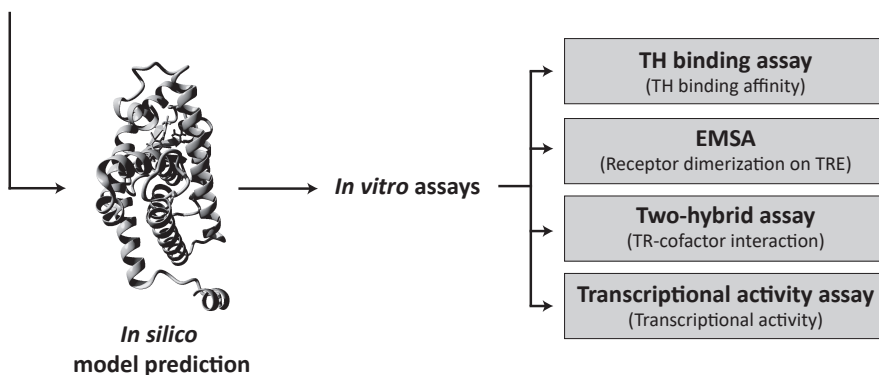 In silico
model prediction
In vitro assays
TH binding assay
(TH binding affinity)
EMSA
(Receptor dimerization on TRE)
Two-hybrid assay
(TR-cofactor interaction)
Transcriptional activity assay
(Transcriptional activity)